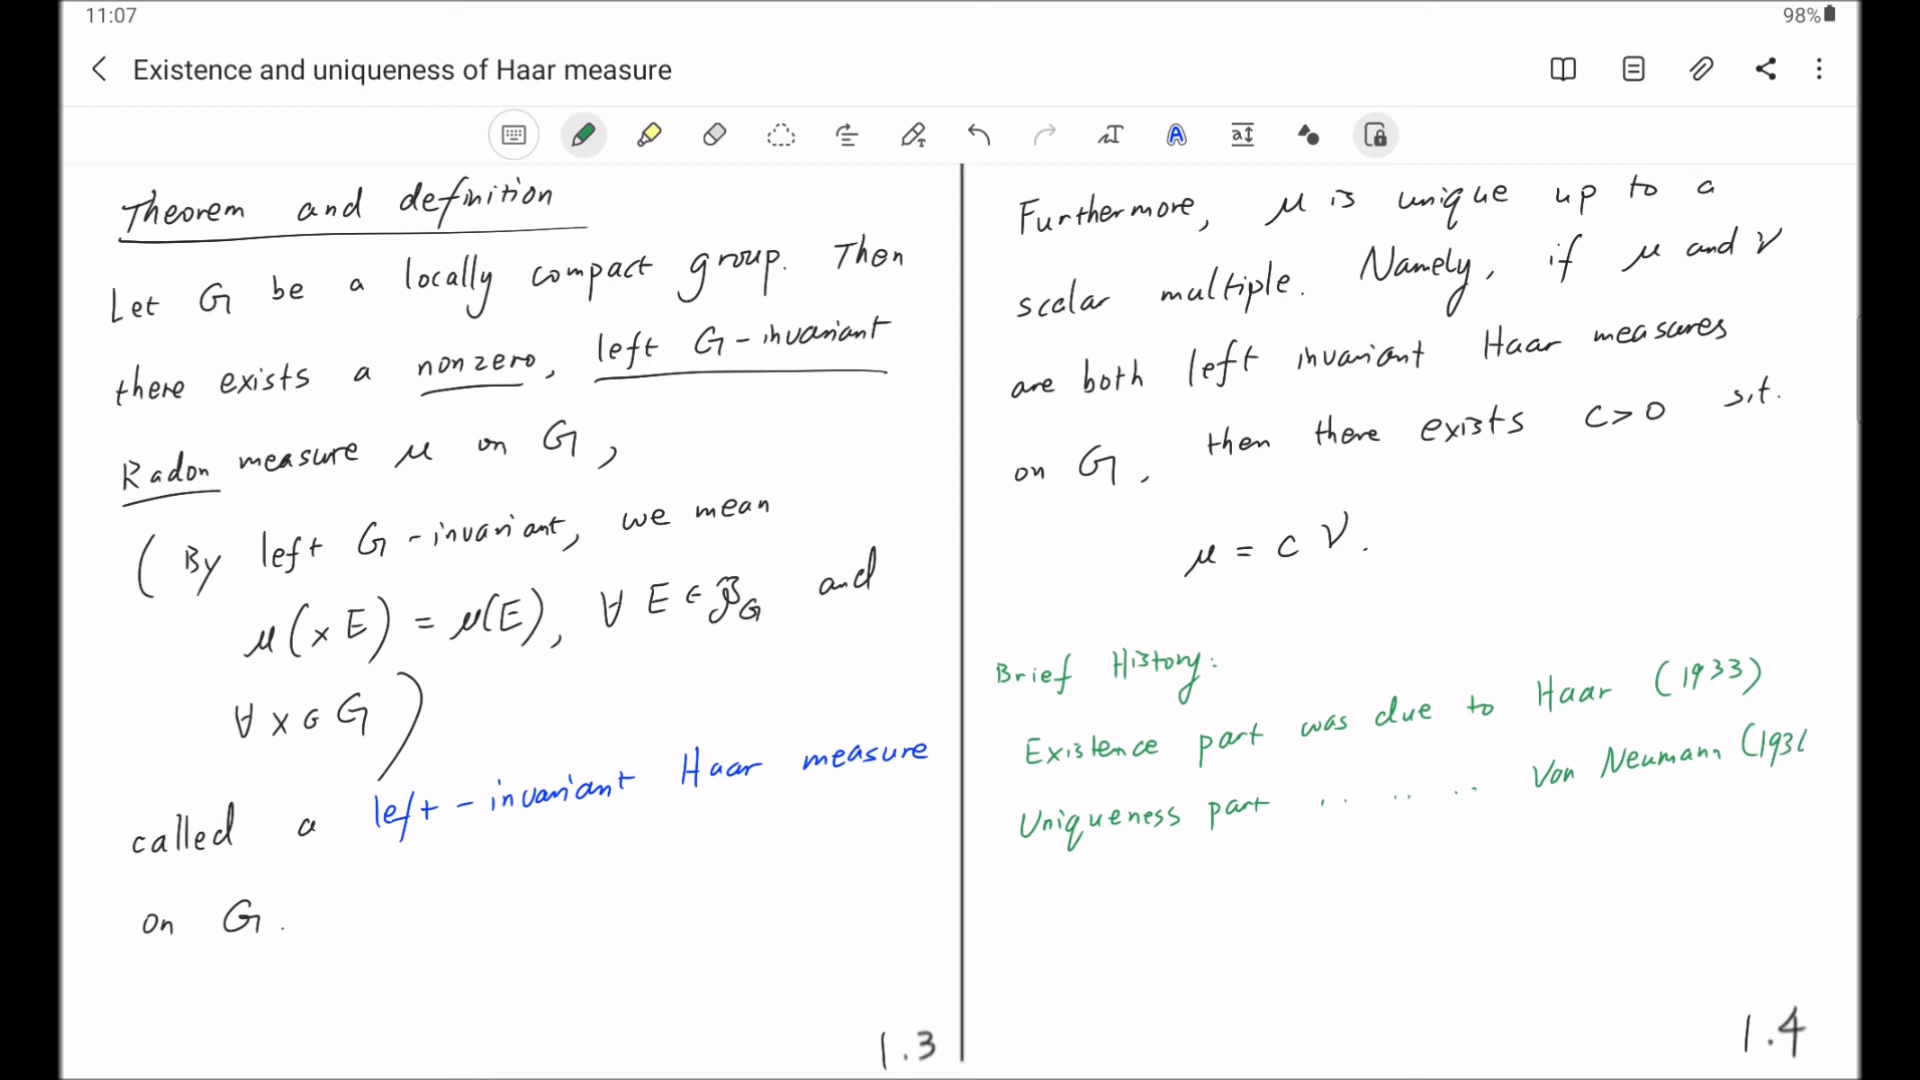 11:07
98%
Existence and uniqueness of Haar measure
Theorem and definition
Let G be a locally compact group. Then
there exists a nonzero, left G-invariant
Radon measure μ on G,
(By left G-invariant, we mean
μ(xE) = μ(E), ∀ E ∈ ℬ_G and
∀ x ∈ G)
called a left-invariant Haar measure
on G.
1.3
Furthermore, μ is unique up to a
scalar multiple. Namely, if μ and ν
are both left invariant Haar measures
on G, then there exists c>0 s.t.
μ = c ν.
Brief History:
Existence part was due to Haar (1933)
Uniqueness part ‥ ‥ ‥ Von Neumann
1.4